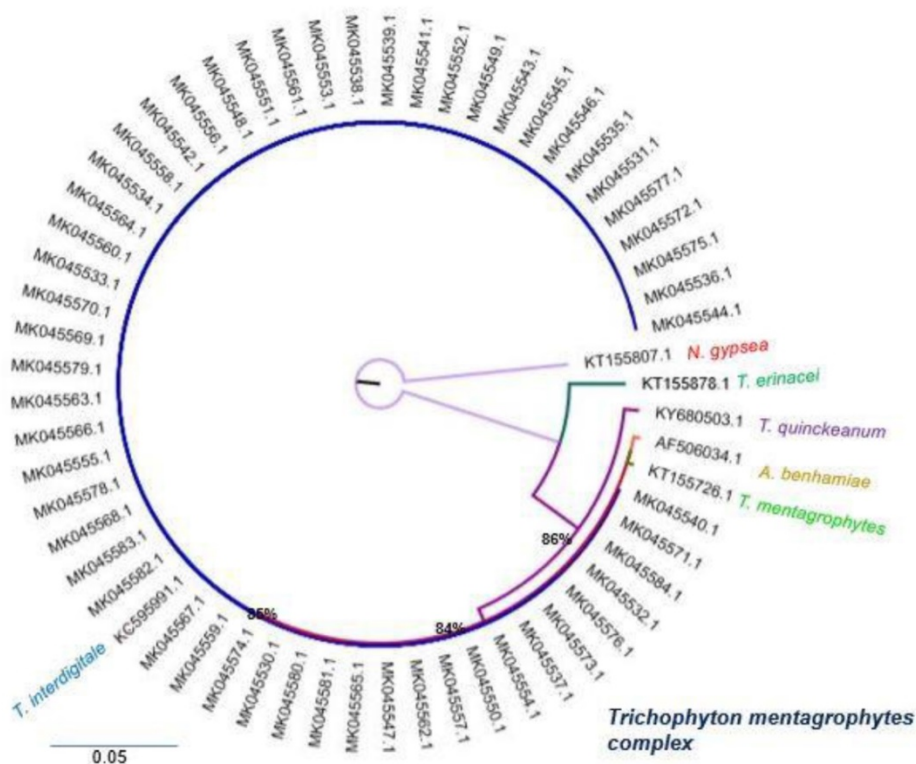 MK045539.1
MK045541.1
MK045552.1
MK045549.1
MK045543.1
MK045545.1
MK045546.1
MK045535.1
MK045531.1
MK045577.1
MK045572.1
MK045575.1
MK045536.1
MK045544.1
KT155807.1 N. gypsea
KT155878.1 T. erinacei
KY680503.1 T. quinckeanum
AF506034.1 A. benhamiae
KT155726.1 T. mentagrophytes
MK045540.1
MK045571.1
MK045584.1
MK045532.1
MK045576.1
MK045573.1
MK045537.1
MK045554.1
MK045550.1
MK045557.1
MK045562.1
MK045547.1
MK045565.1
MK045581.1
MK045580.1
MK045530.1
MK045574.1
MK045559.1
MK045567.1
T. interdigitale KC595991.1
MK045582.1
MK045583.1
MK045568.1
MK045578.1
MK045555.1
MK045566.1
MK045563.1
MK045579.1
MK045569.1
MK045570.1
MK045533.1
MK045560.1
MK045564.1
MK045534.1
MK045558.1
MK045542.1
MK045556.1
MK045548.1
MK045551.1
MK045561.1
MK045553.1
MK045538.1
86%
84%
85%
0.05
Trichophyton mentagrophytes
complex